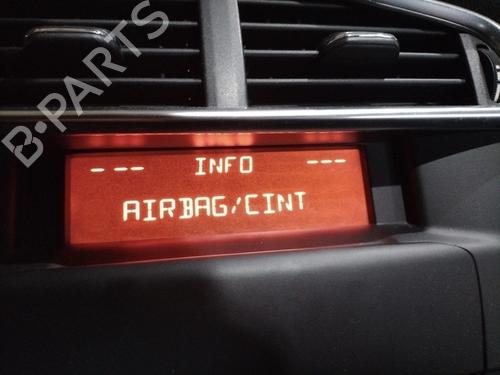 B-PARTS
--- INFO ---
AIRBAG/CINT